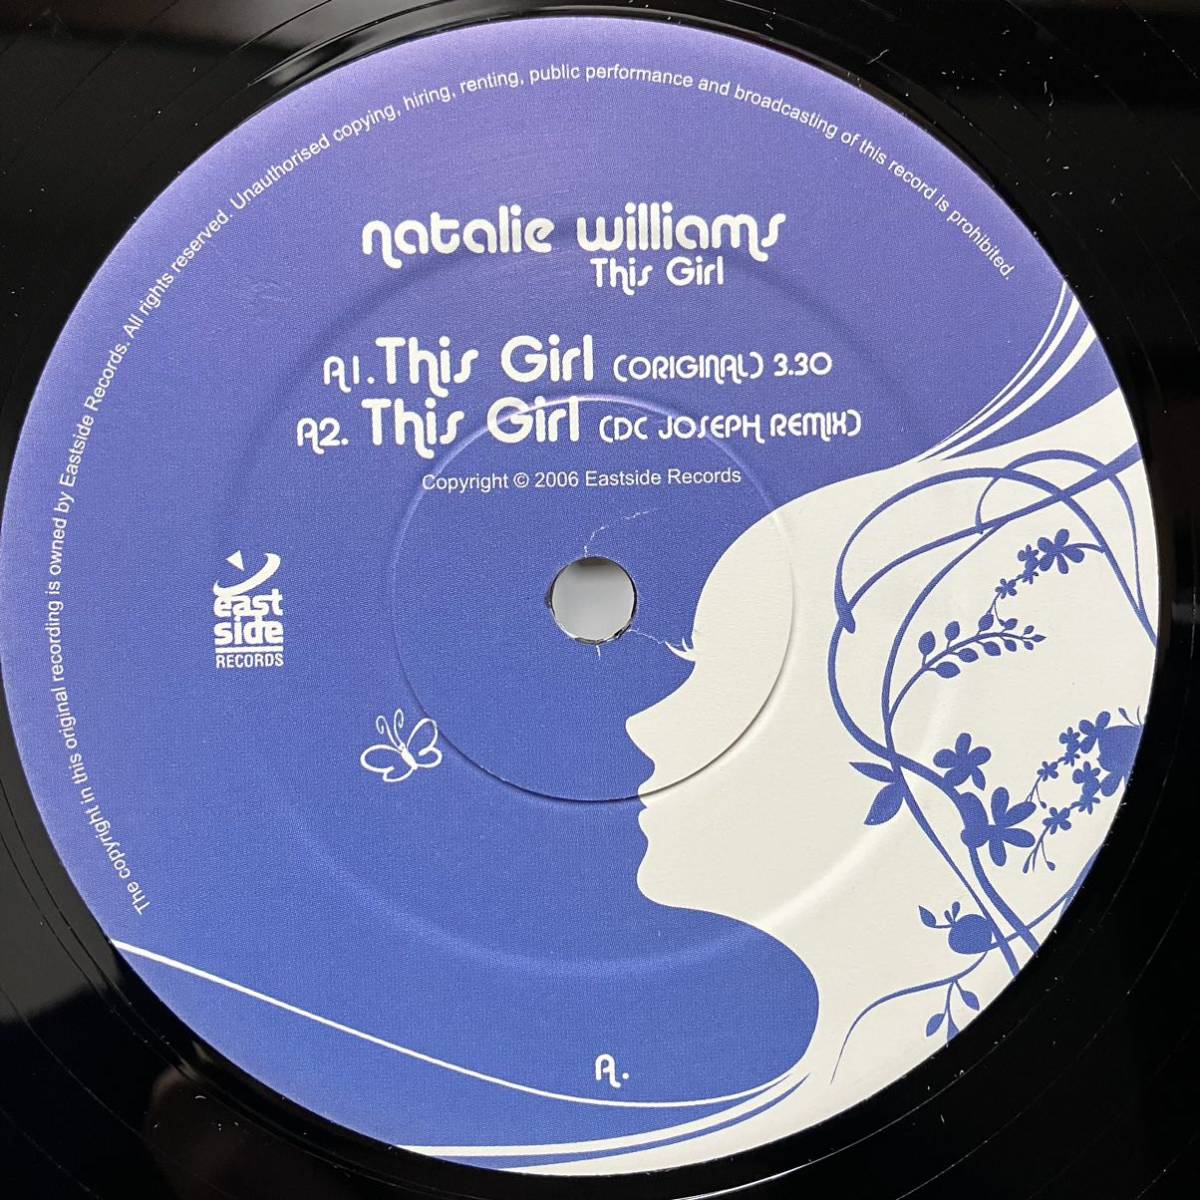 The copyright in this original recording is owned by Eastside Records. All rights reserved. Unauthorised copying, hiring, renting, public performance and broadcasting of this record is prohibited.
natalie williams
This Girl
A1. This Girl (ORIGINAL) 3.30
A2. This Girl (DC JOSEPH REMIX)
Copyright © 2006 Eastside Records
east
side
RECORDS
A.